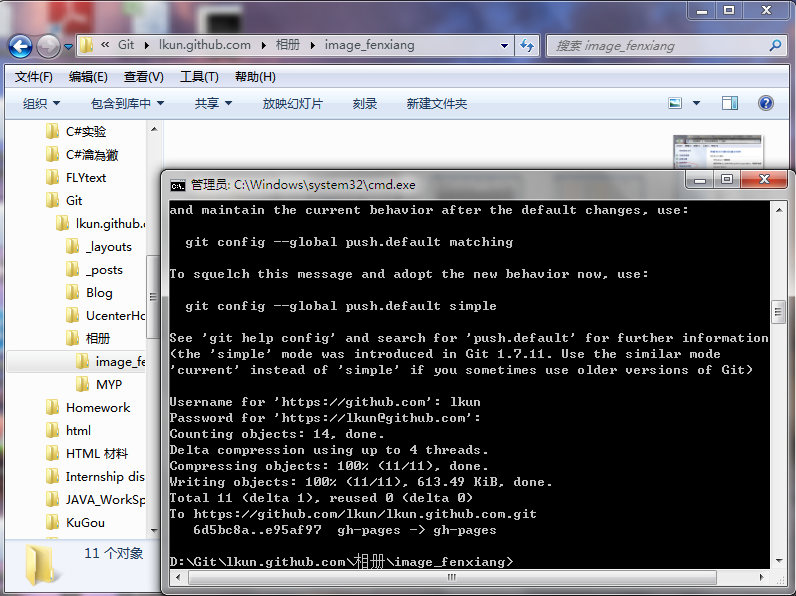 « Git ▸ lkun.github.com ▸ 相册 ▸ image_fenxiang
搜索 image_fenxiang
文件(F) 编辑(E) 查看(V) 工具(T) 帮助(H)
组织 包含到库中 共享 放映幻灯片 刻录 新建文件夹
C#实验
C#瀹為獙
FLYtext
Git
lkun.github.
_layouts
_posts
Blog
UcenterHo
相册
image_fe
MYP
Homework
html
HTML 材料
Internship dis
JAVA_WorkSp
KuGou
11 个对象
管理员: C:\Windows\system32\cmd.exe
and maintain the current behavior after the default changes, use:
git config --global push.default matching
To squelch this message and adopt the new behavior now, use:
git config --global push.default simple
See 'git help config' and search for 'push.default' for further information
(the 'simple' mode was introduced in Git 1.7.11. Use the similar mode
'current' instead of 'simple' if you sometimes use older versions of Git)
Username for 'https://github.com': lkun
Password for 'https://lkun@github.com':
Counting objects: 14, done.
Delta compression using up to 4 threads.
Compressing objects: 100% (11/11), done.
Writing objects: 100% (11/11), 613.49 KiB, done.
Total 11 (delta 1), reused 0 (delta 0)
To https://github.com/lkun/lkun.github.com.git
6d5bc8a..e95af97 gh-pages -> gh-pages
D:\Git\lkun.github.com\相册\image_fenxiang>